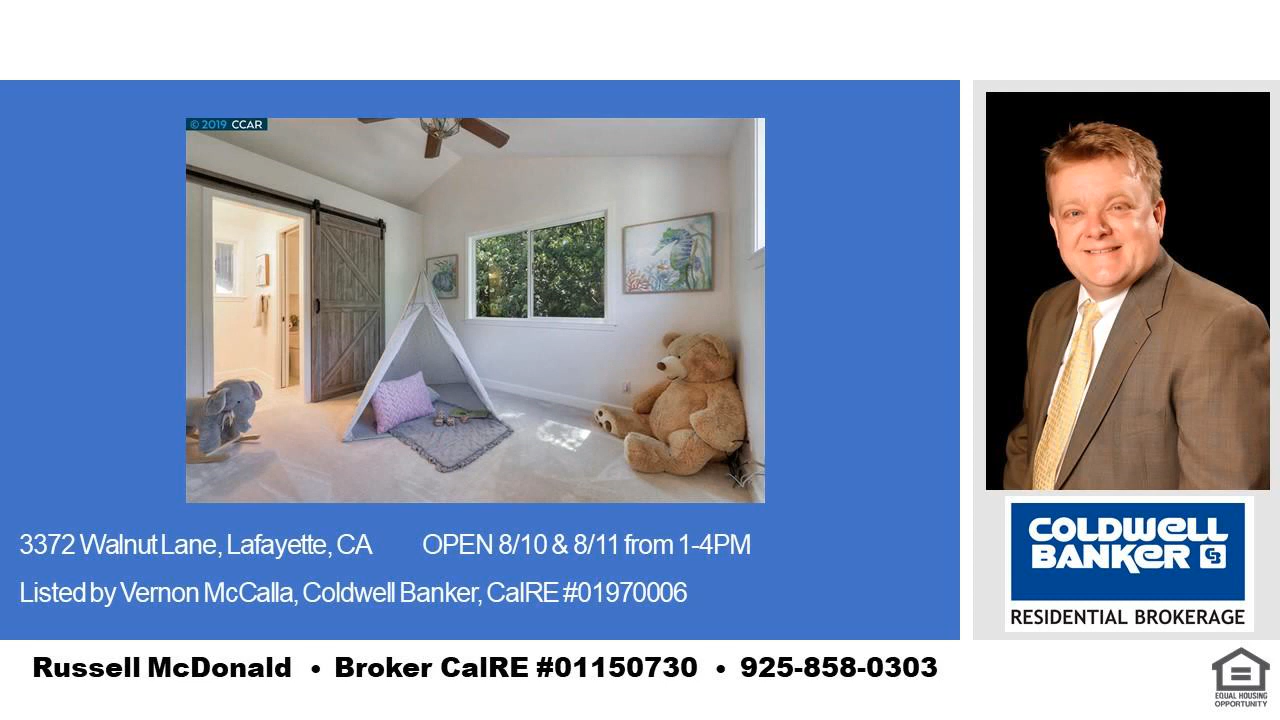 © 2019 CCAR
3372 Walnut Lane, Lafayette, CA OPEN 8/10 & 8/11 from 1-4PM
Listed by Vernon McCalla, Coldwell Banker, CalRE #01970006
COLDWELL
BANKER CB
RESIDENTIAL BROKERAGE
Russell McDonald • Broker CalRE #01150730 • 925-858-0303
EQUAL HOUSING
OPPORTUNITY